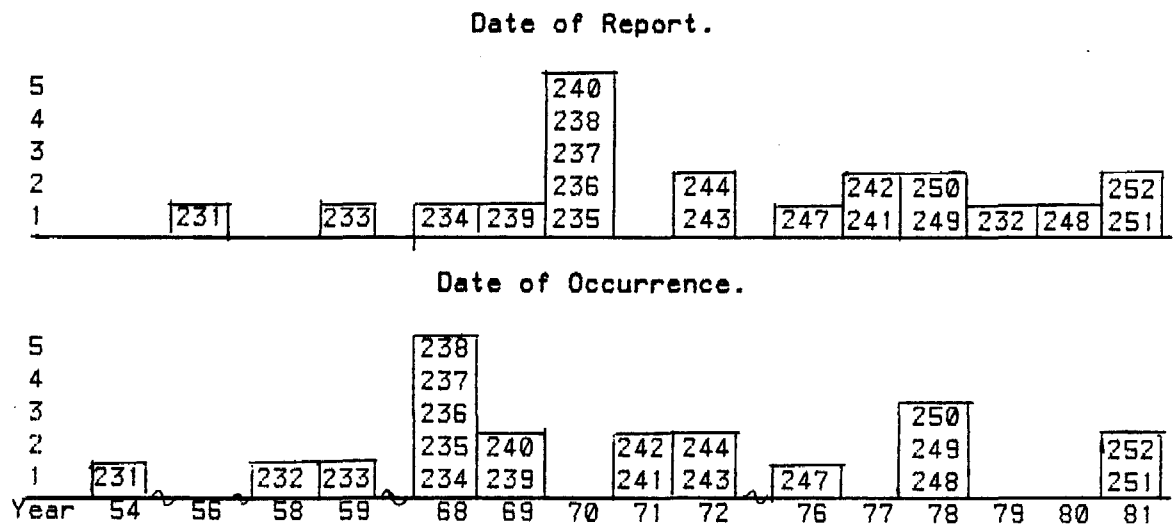 Date of Report.
5 240
4 238
3 237
2 236 244 242 250 252
1 231 233 234 239 235 243 247 241 249 232 248 251
Date of Occurrence.
5 238
4 237
3 236 250
2 235 240 242 244 249 252
1 231 232 233 234 239 241 243 247 248 251
Year 54 56 58 59 68 69 70 71 72 76 77 78 79 80 81